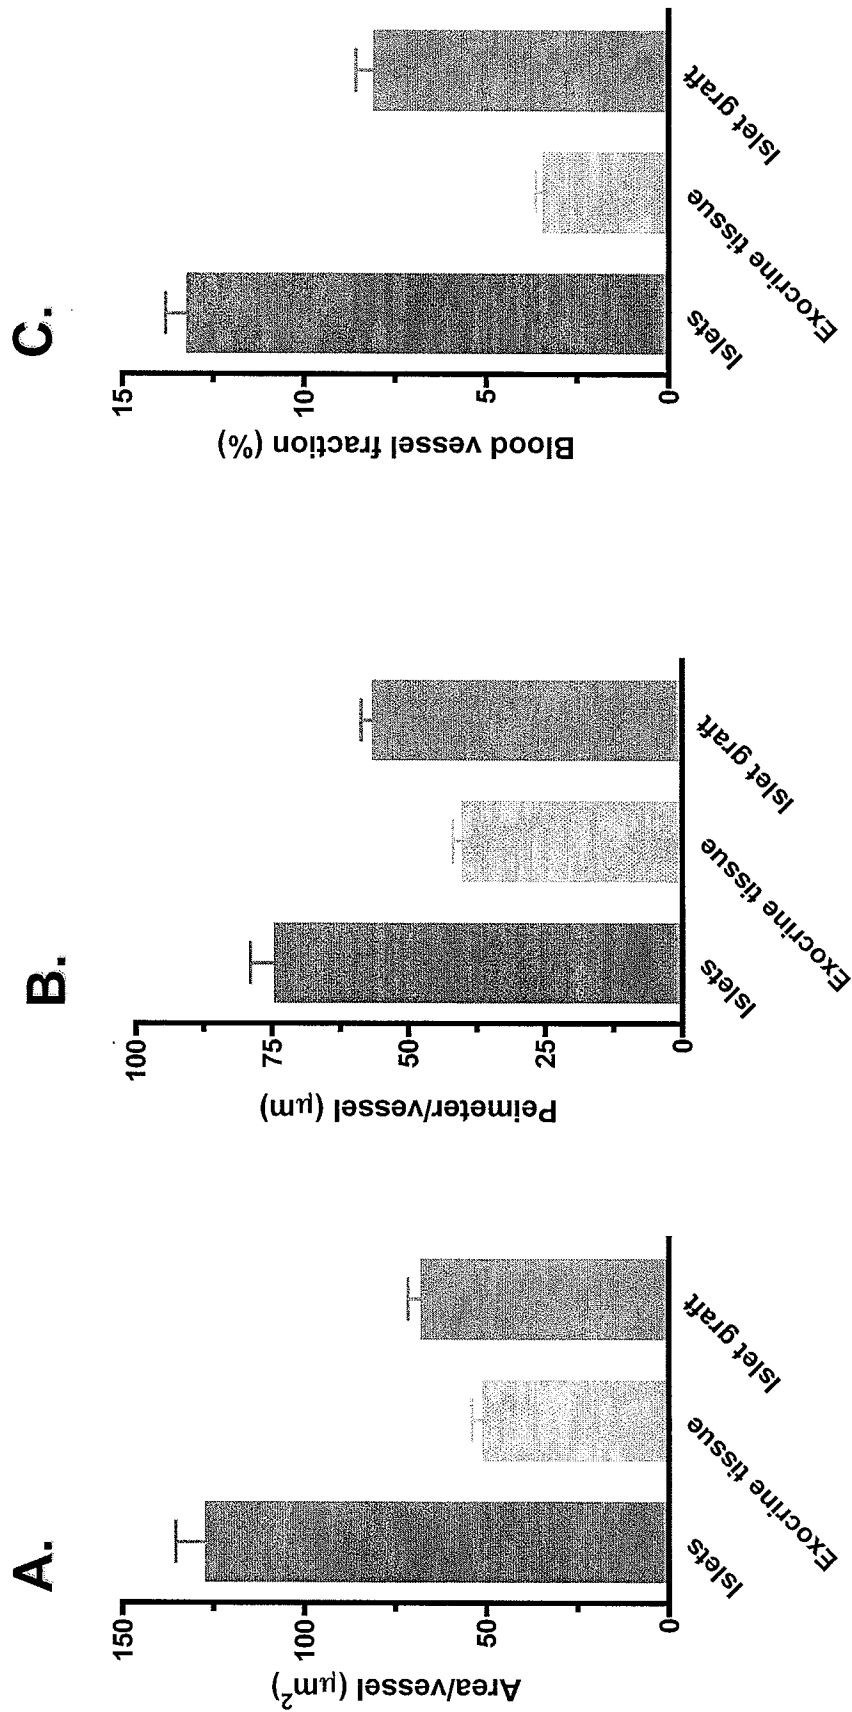 A.
Area/vessel (μm²)
150
100
50
0
Islets
Exocrine tissue
Islet graft
B.
Peimeter/vessel (μm)
100
75
50
25
0
Islets
Exocrine tissue
Islet graft
C.
Blood vessel fraction (%)
15
10
5
0
Islets
Exocrine tissue
Islet graft